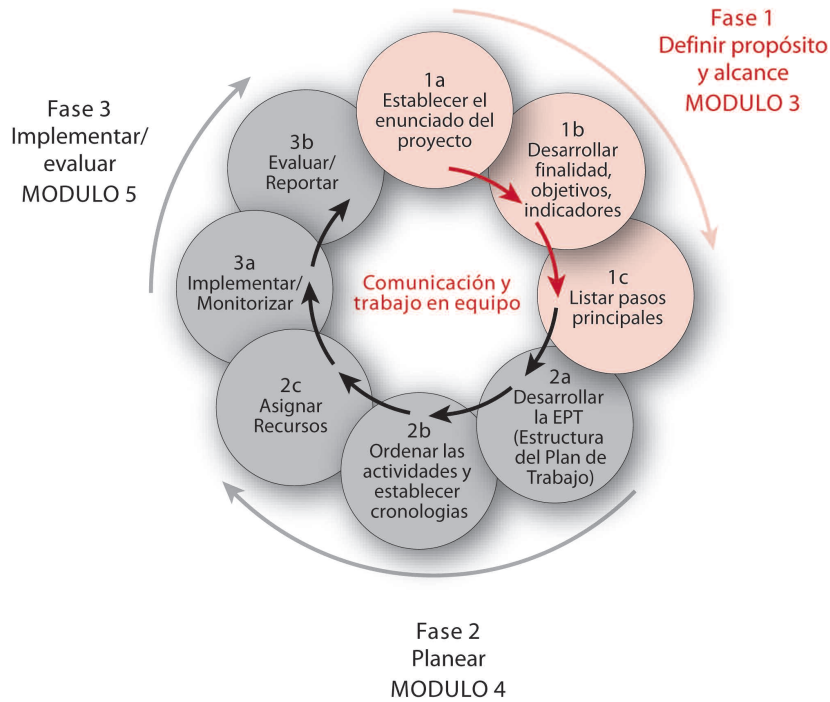 Fase 1
Definir propósito
y alcance
MODULO 3
1a
Establecer el
enunciado del
proyecto
1b
Desarrollar
finalidad,
objetivos,
indicadores
1c
Listar pasos
principales
2a
Desarrollar
la EPT
(Estructura
del Plan de
Trabajo)
2b
Ordenar las
actividades y
establecer
cronologias
2c
Asignar
Recursos
3a
Implementar/
Monitorizar
3b
Evaluar/
Reportar
Comunicación y
trabajo en equipo
Fase 3
Implementar/
evaluar
MODULO 5
Fase 2
Planear
MODULO 4